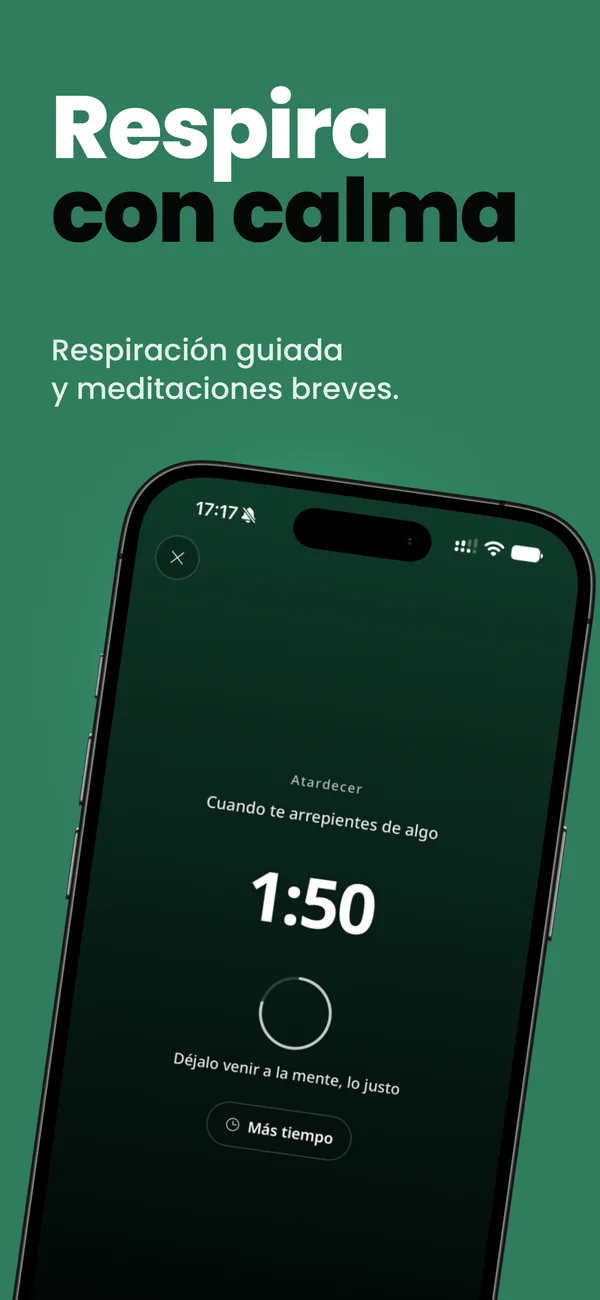 Respira
con calma
Respiración guiada
y meditaciones breves.
17:17
Atardecer
Cuando te arrepientes de algo
1:50
Déjalo venir a la mente, lo justo
Más tiempo